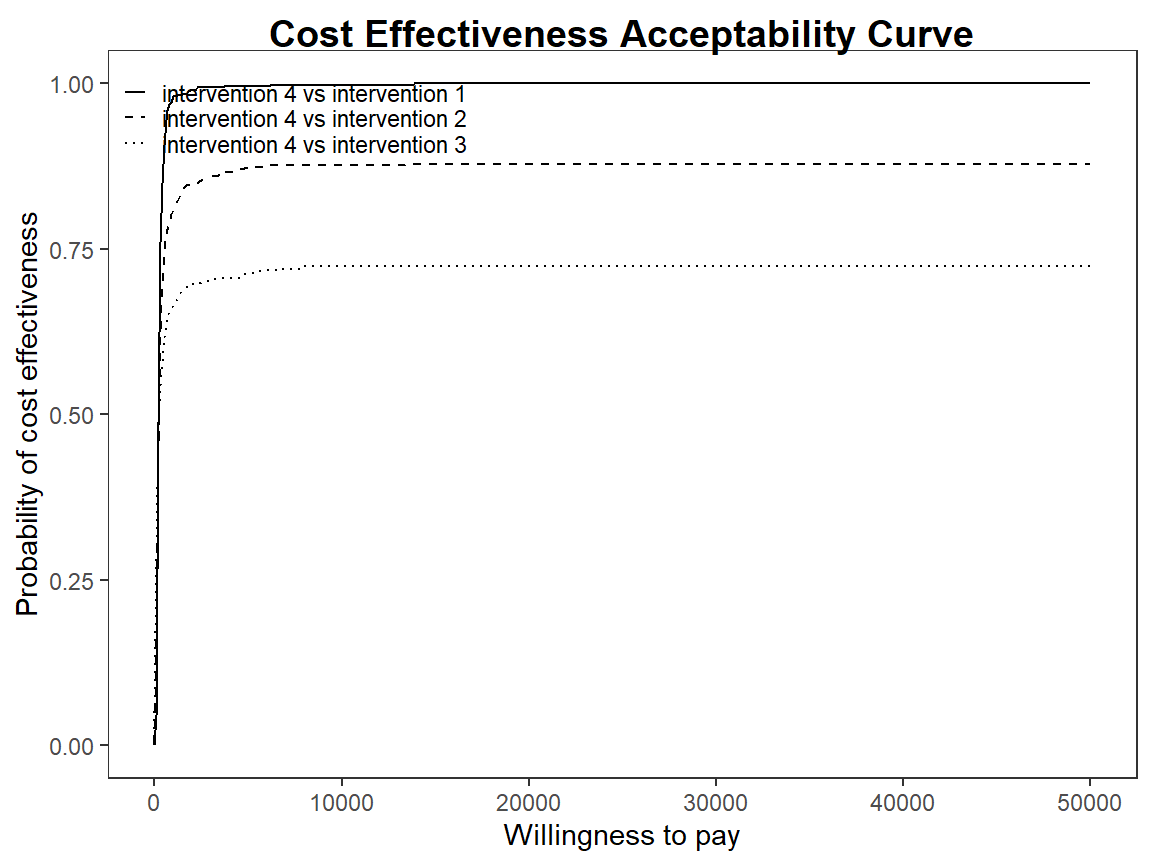 Cost Effectiveness Acceptability Curve
1.00
intervention 4 vs intervention 1
intervention 4 vs intervention 2
intervention 4 vs intervention 3
0.75
0.50
0.25
0.00
Probability of cost effectiveness
0 10000 20000 30000 40000 50000
Willingness to pay